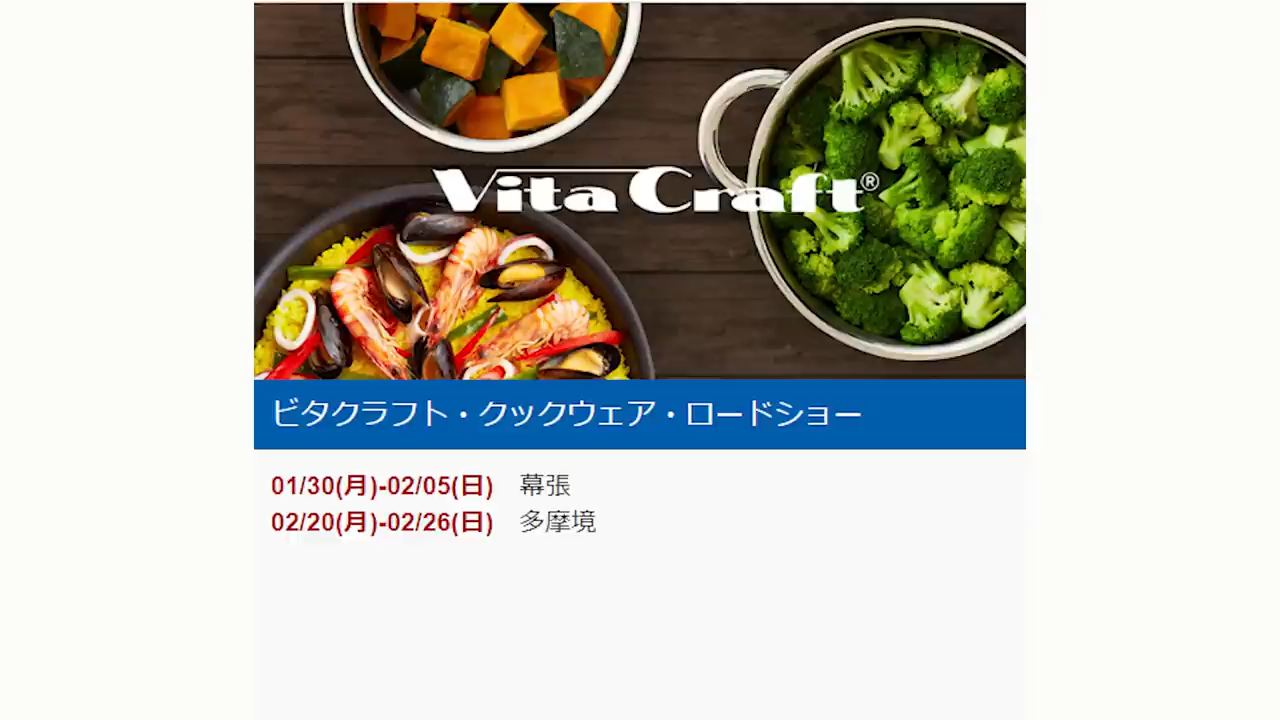 Vita Craft®
ビタクラフト・クックウェア・ロードショー
01/30(月)-02/05(日) 幕張
02/20(月)-02/26(日) 多摩境